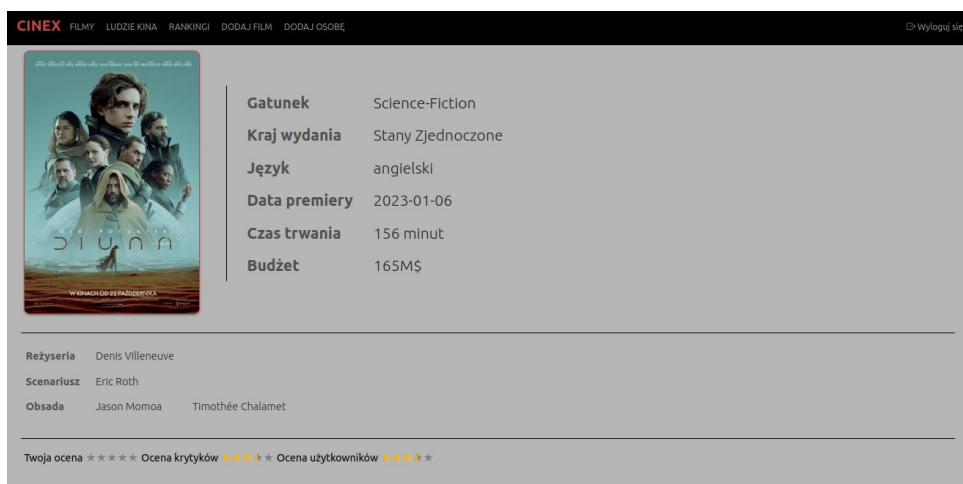 CINEX FILMY LUDZIE KINA RANKINGI DODAJ FILM DODAJ OSOBĘ Wyloguj się
OTO POCZĄTEK
DIUNA
W KINACH OD 22 PAŹDZIERNIKA
Gatunek Science-Fiction
Kraj wydania Stany Zjednoczone
Język angielski
Data premiery 2023-01-06
Czas trwania 156 minut
Budżet 165M$
Reżyseria Denis Villeneuve
Scenariusz Eric Roth
Obsada Jason Momoa Timothée Chalamet
Twoja ocena Ocena krytyków Ocena użytkowników